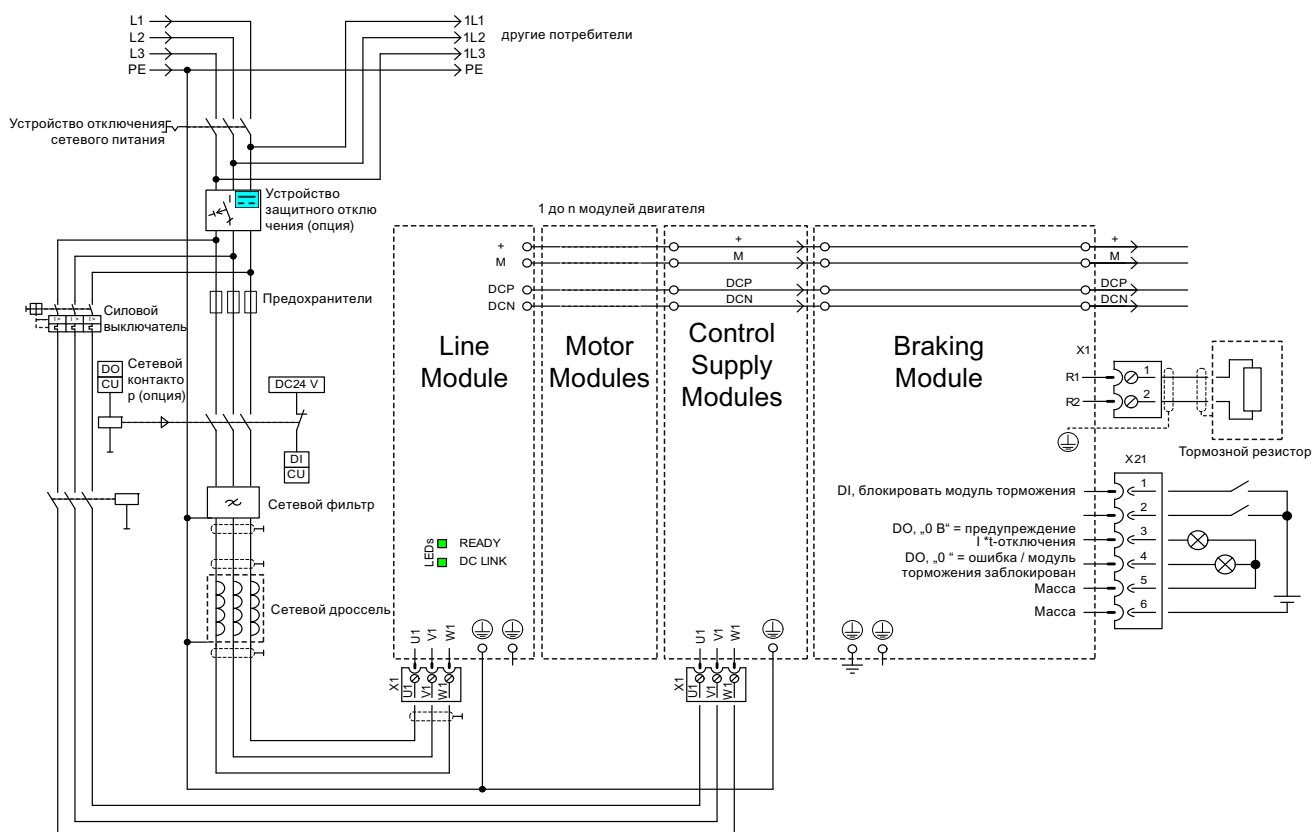 L1
L2
L3
PE
1L1
1L2
1L3
PE
другие потребители
Устройство отключения
сетевого питания
Устройство
защитного отклю
чения (опция)
Предохранители
Силовой
выключатель
I>
I>
I>
DO
CU
Сетевой
контакто
р (опция)
DC24 V
DI
CU
Сетевой фильтр
Сетевой дроссель
1 до n модулей двигателя
+
M
DCP
DCN
+
M
DCP
DCN
+
M
DCP
DCN
Line
Module
Motor
Modules
Control
Supply
Modules
Braking
Module
LEDs
READY
DC LINK
U1
V1
W1
X1
U1
V1
W1
U1
V1
W1
X1
U1
V1
W1
X1
R1
1
R2
2
Тормозной резистор
X21
DI, блокировать модуль торможения
1
2
DO, „0 В“ = предупреждение
I *t-отключения
3
DO, „0 “ = ошибка / модуль
торможения заблокирован
4
Масса
5
Масса
6